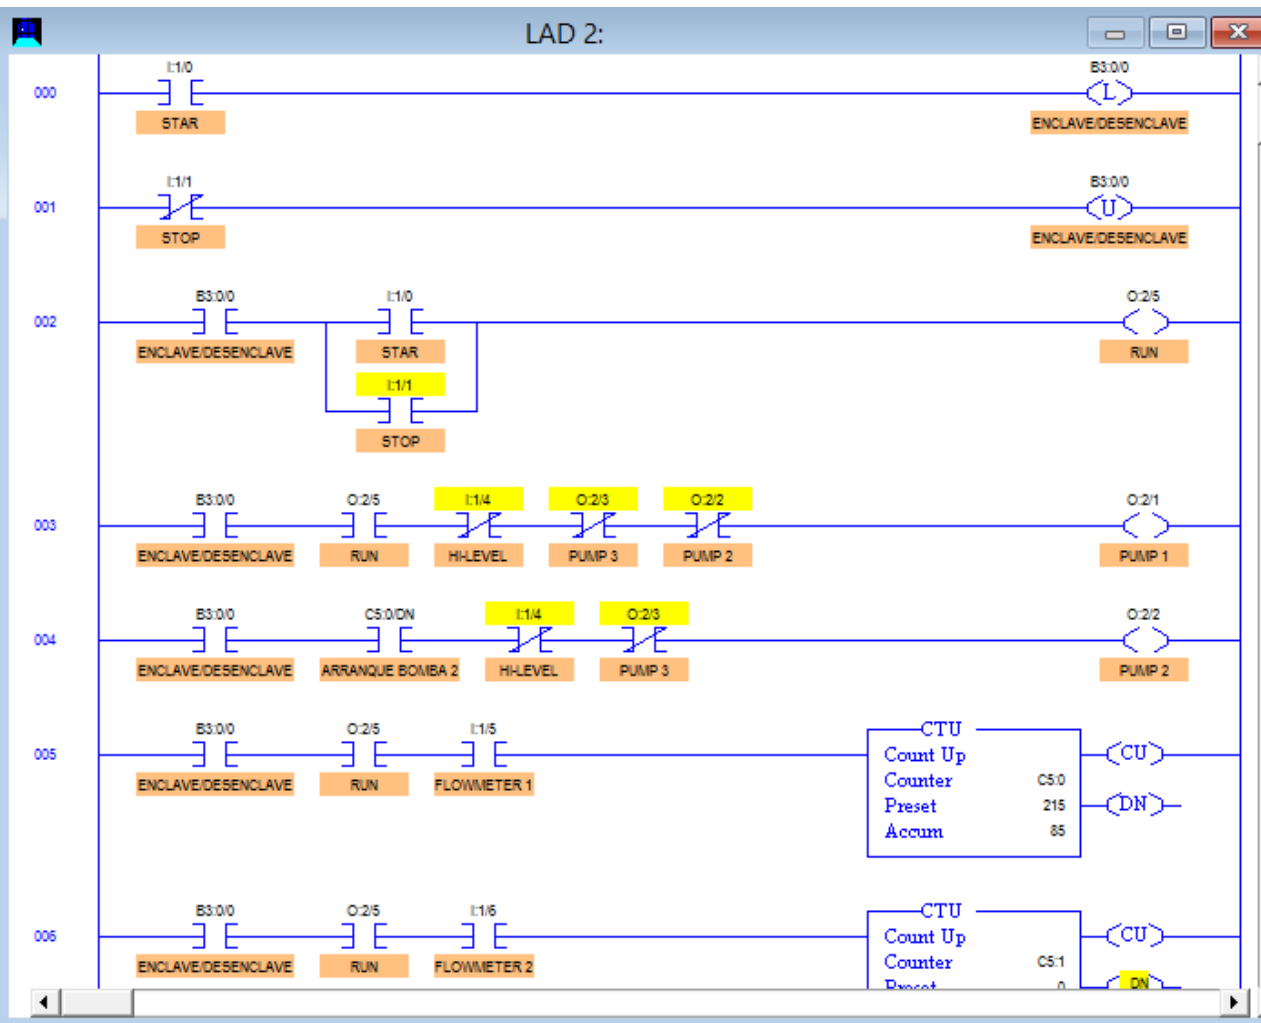 LAD 2:
I:1/0 B3:0/0
000 L
STAR ENCLAVE/DESENCLAVE
I:1/1 B3:0/0
001 U
STOP ENCLAVE/DESENCLAVE
B3:0/0 I:1/0 O:2/5
002
ENCLAVE/DESENCLAVE STAR RUN
I:1/1
STOP
B3:0/0 O:2/5 I:1/4 O:2/3 O:2/2 O:2/1
003
ENCLAVE/DESENCLAVE RUN HI-LEVEL PUMP 3 PUMP 2 PUMP 1
B3:0/0 C5:0/DN I:1/4 O:2/3 O:2/2
004
ENCLAVE/DESENCLAVE ARRANQUE BOMBA 2 HI-LEVEL PUMP 3 PUMP 2
B3:0/0 O:2/5 I:1/5 CTU
005 Count Up CU
ENCLAVE/DESENCLAVE RUN FLOWMETER 1 Counter C5:0
Preset 215 DN
Accum 85
B3:0/0 O:2/5 I:1/6 CTU
006 Count Up CU
ENCLAVE/DESENCLAVE RUN FLOWMETER 2 Counter C5:1
Preset 0 DN